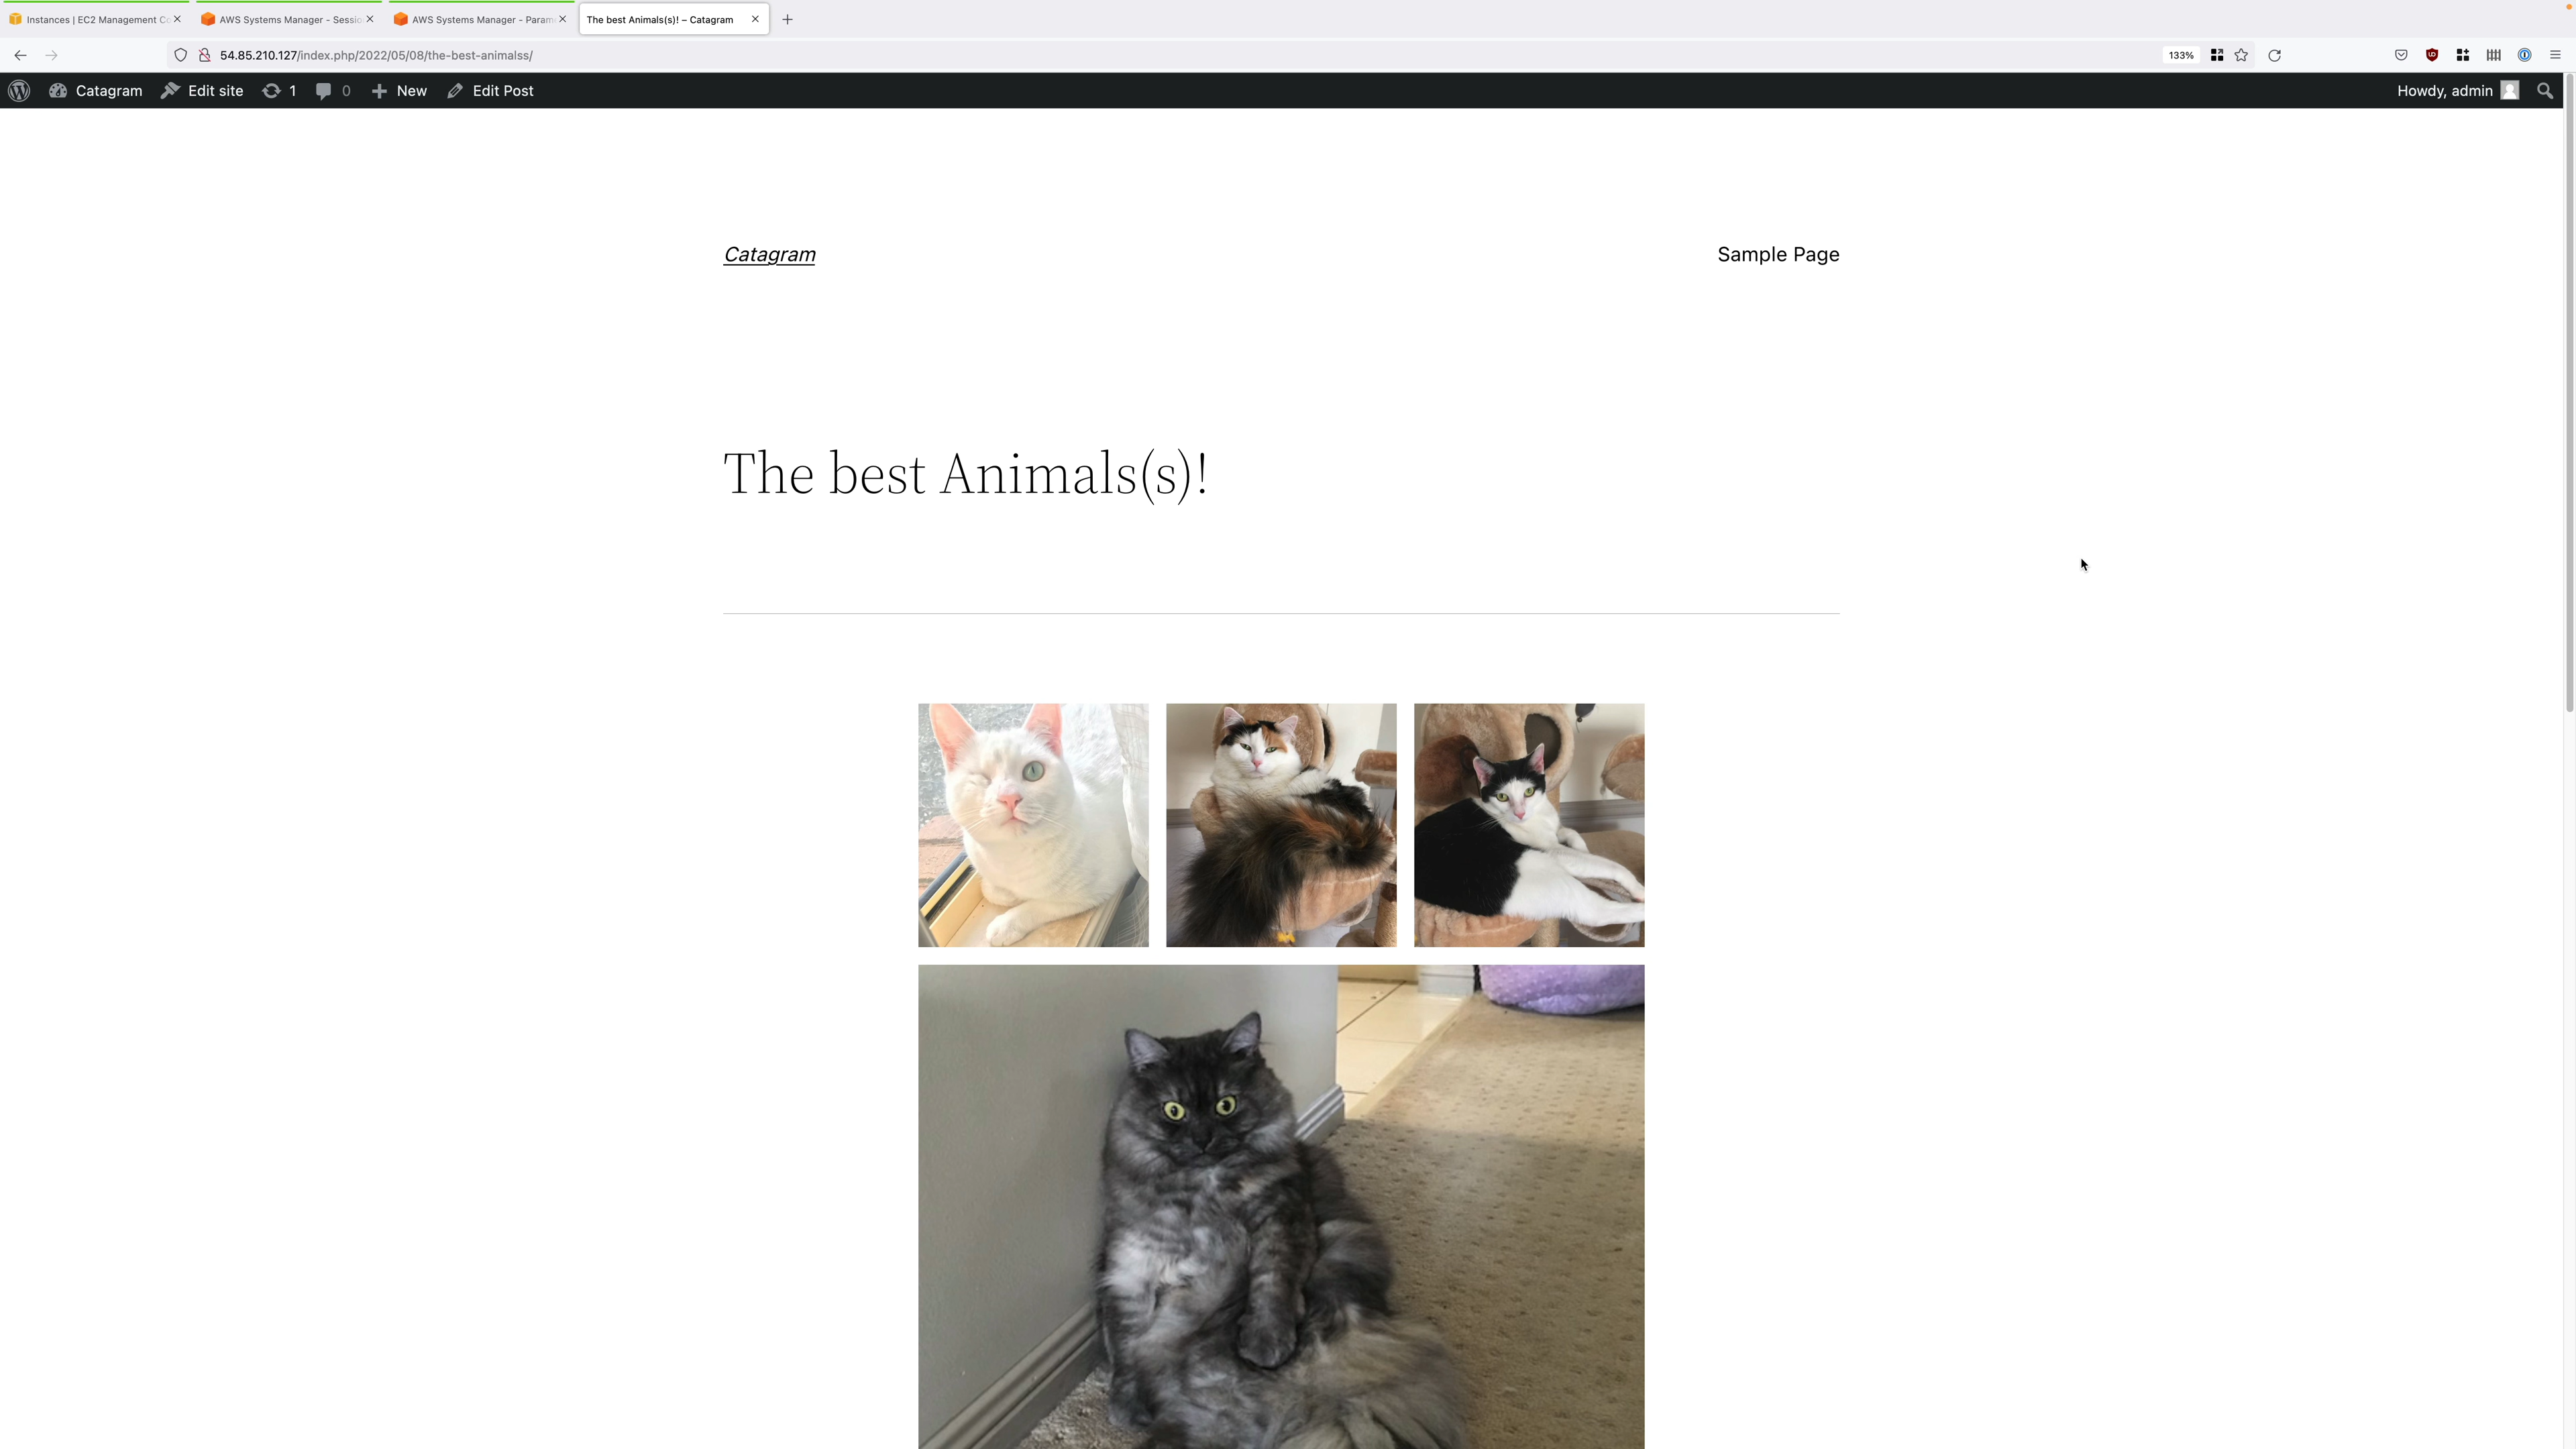 Instances | EC2 Management Co
AWS Systems Manager - Sessio
AWS Systems Manager - Param
The best Animals(s)! – Catagram
54.85.210.127/index.php/2022/05/08/the-best-animalss/
133%
Catagram
Edit site
1
0
New
Edit Post
Howdy, admin
Catagram
Sample Page
The best Animals(s)!